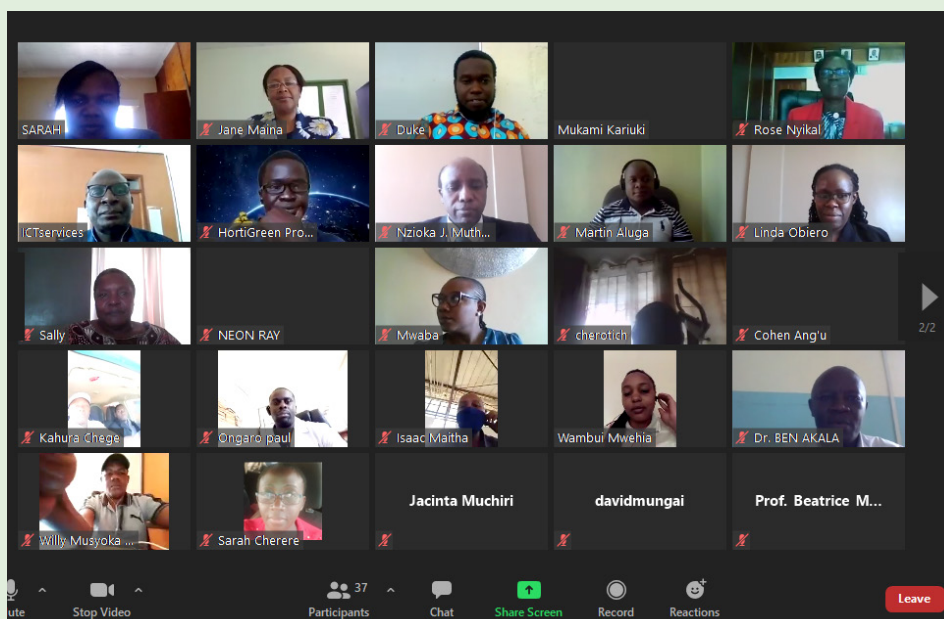 SARAH
Jane Maina
Duke
Mukami Kariuki
Rose Nyikal
ICTservices
HortiGreen Pro...
Nzioka J. Muth...
Martin Aluga
Linda Obiero
Sally
NEON RAY
Mwaba
cherotich
Cohen Ang'u
2/2
Kahura Chege
Ongaro paul
Isaac Maitha
Wambui Mwehia
Dr. BEN AKALA
Willy Musyoka ...
Sarah Cherere
Jacinta Muchiri
davidmungai
Prof. Beatrice M...
ute
Stop Video
37
Participants
Chat
Share Screen
Record
Reactions
Leave